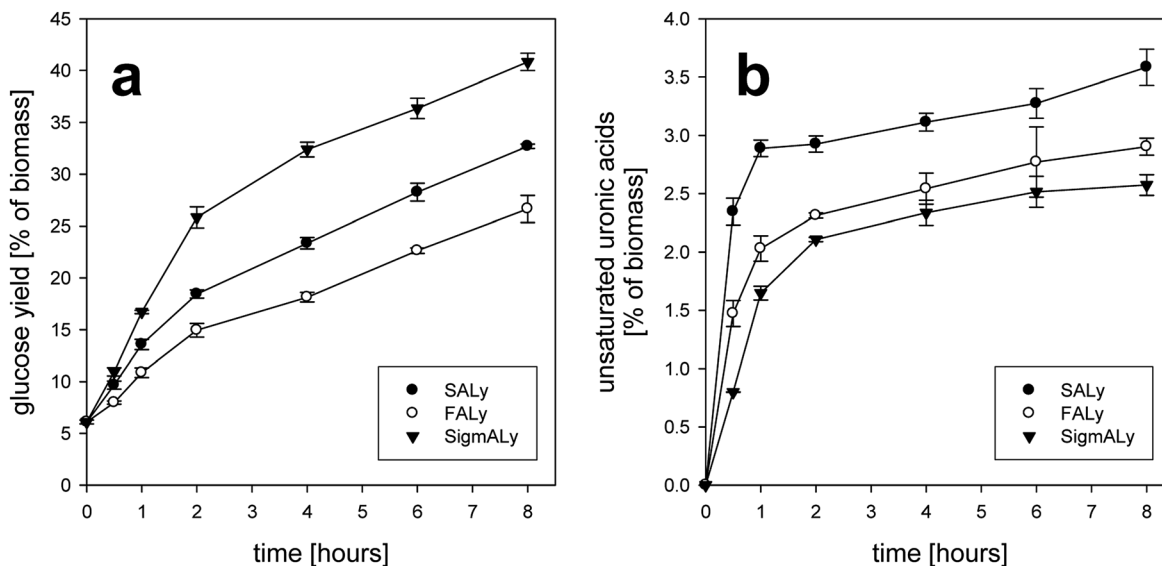 a
glucose yield [% of biomass]
45
40
35
30
25
20
15
10
5
0
0 1 2 3 4 5 6 7 8
time [hours]
SALy
FALy
SigmALy
b
unsaturated uronic acids
[% of biomass]
4.0
3.5
3.0
2.5
2.0
1.5
1.0
0.5
0.0
0 1 2 3 4 5 6 7 8
time [hours]
SALy
FALy
SigmALy